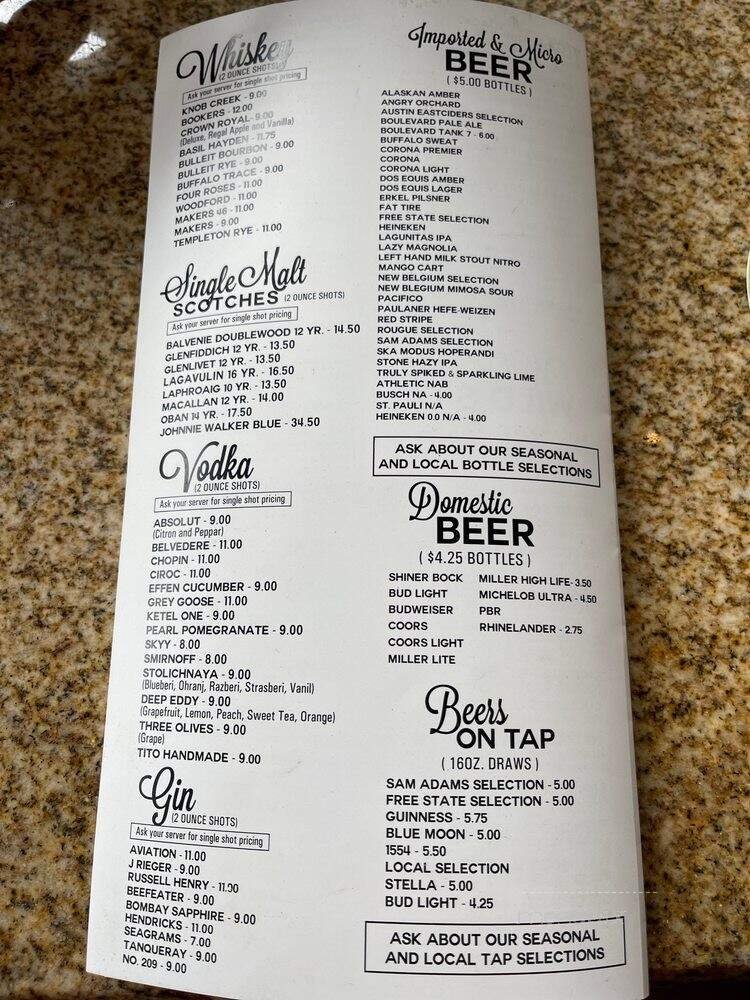 Whiskey
(2 OUNCE SHOTS)
Ask your server for single shot pricing
KNOB CREEK - 9.00
BOOKERS - 12.00
CROWN ROYAL- 9.00
(Deluxe, Regal Apple and Vanilla)
BASIL HAYDEN - 11.75
BULLEIT BOURBON - 9.00
BULLEIT RYE - 9.00
BUFFALO TRACE - 9.00
FOUR ROSES - 11.00
WOODFORD - 11.00
MAKERS 46 - 11.00
MAKERS - 9.00
TEMPLETON RYE - 11.00
Single Malt
SCOTCHES (2 OUNCE SHOTS)
Ask your server for single shot pricing
BALVENIE DOUBLEWOOD 12 YR. - 14.50
GLENFIDDICH 12 YR. - 13.50
GLENLIVET 12 YR. - 13.50
LAGAVULIN 16 YR. - 16.50
LAPHROAIG 10 YR. - 13.50
MACALLAN 12 YR. - 14.00
OBAN 14 YR. - 17.50
JOHNNIE WALKER BLUE - 34.50
Vodka
(2 OUNCE SHOTS)
Ask your server for single shot pricing
ABSOLUT - 9.00
(Citron and Peppar)
BELVEDERE - 11.00
CHOPIN - 11.00
CIROC - 11.00
EFFEN CUCUMBER - 9.00
GREY GOOSE - 11.00
KETEL ONE - 9.00
PEARL POMEGRANATE - 9.00
SKYY - 8.00
SMIRNOFF - 8.00
STOLICHNAYA - 9.00
(Blueberi, Ohranj, Razberi, Strasberi, Vanil)
DEEP EDDY - 9.00
(Grapefruit, Lemon, Peach, Sweet Tea, Orange)
THREE OLIVES - 9.00
(Grape)
TITO HANDMADE - 9.00
Gin
(2 OUNCE SHOTS)
Ask your server for single shot pricing
AVIATION - 11.00
J RIEGER - 9.00
RUSSELL HENRY - 11.00
BEEFEATER - 9.00
BOMBAY SAPPHIRE - 9.00
HENDRICKS - 11.00
SEAGRAMS - 7.00
TANQUERAY - 9.00
NO. 209 - 9.00
Imported & Micro
BEER
( $5.00 BOTTLES )
ALASKAN AMBER
ANGRY ORCHARD
AUSTIN EASTCIDERS SELECTION
BOULEVARD PALE ALE
BOULEVARD TANK 7 - 6.00
BUFFALO SWEAT
CORONA PREMIER
CORONA
CORONA LIGHT
DOS EQUIS AMBER
DOS EQUIS LAGER
ERKEL PILSNER
FAT TIRE
FREE STATE SELECTION
HEINEKEN
LAGUNITAS IPA
LAZY MAGNOLIA
LEFT HAND MILK STOUT NITRO
MANGO CART
NEW BELGIUM SELECTION
NEW BLEGIUM MIMOSA SOUR
PACIFICO
PAULANER HEFE-WEIZEN
RED STRIPE
ROUGUE SELECTION
SAM ADAMS SELECTION
SKA MODUS HOPERANDI
STONE HAZY IPA
TRULY SPIKED & SPARKLING LIME
ATHLETIC NAB
BUSCH NA - 4.00
ST. PAULI N/A
HEINEKEN 0.0 N/A - 4.00
ASK ABOUT OUR SEASONAL
AND LOCAL BOTTLE SELECTIONS
Domestic
BEER
( $4.25 BOTTLES )
SHINER BOCK MILLER HIGH LIFE- 3.50
BUD LIGHT MICHELOB ULTRA - 4.50
BUDWEISER PBR
COORS RHINELANDER - 2.75
COORS LIGHT
MILLER LITE
Beers
ON TAP
( 16OZ. DRAWS )
SAM ADAMS SELECTION - 5.00
FREE STATE SELECTION - 5.00
GUINNESS - 5.75
BLUE MOON - 5.00
1554 - 5.50
LOCAL SELECTION
STELLA - 5.00
BUD LIGHT - 4.25
ASK ABOUT OUR SEASONAL
AND LOCAL TAP SELECTIONS